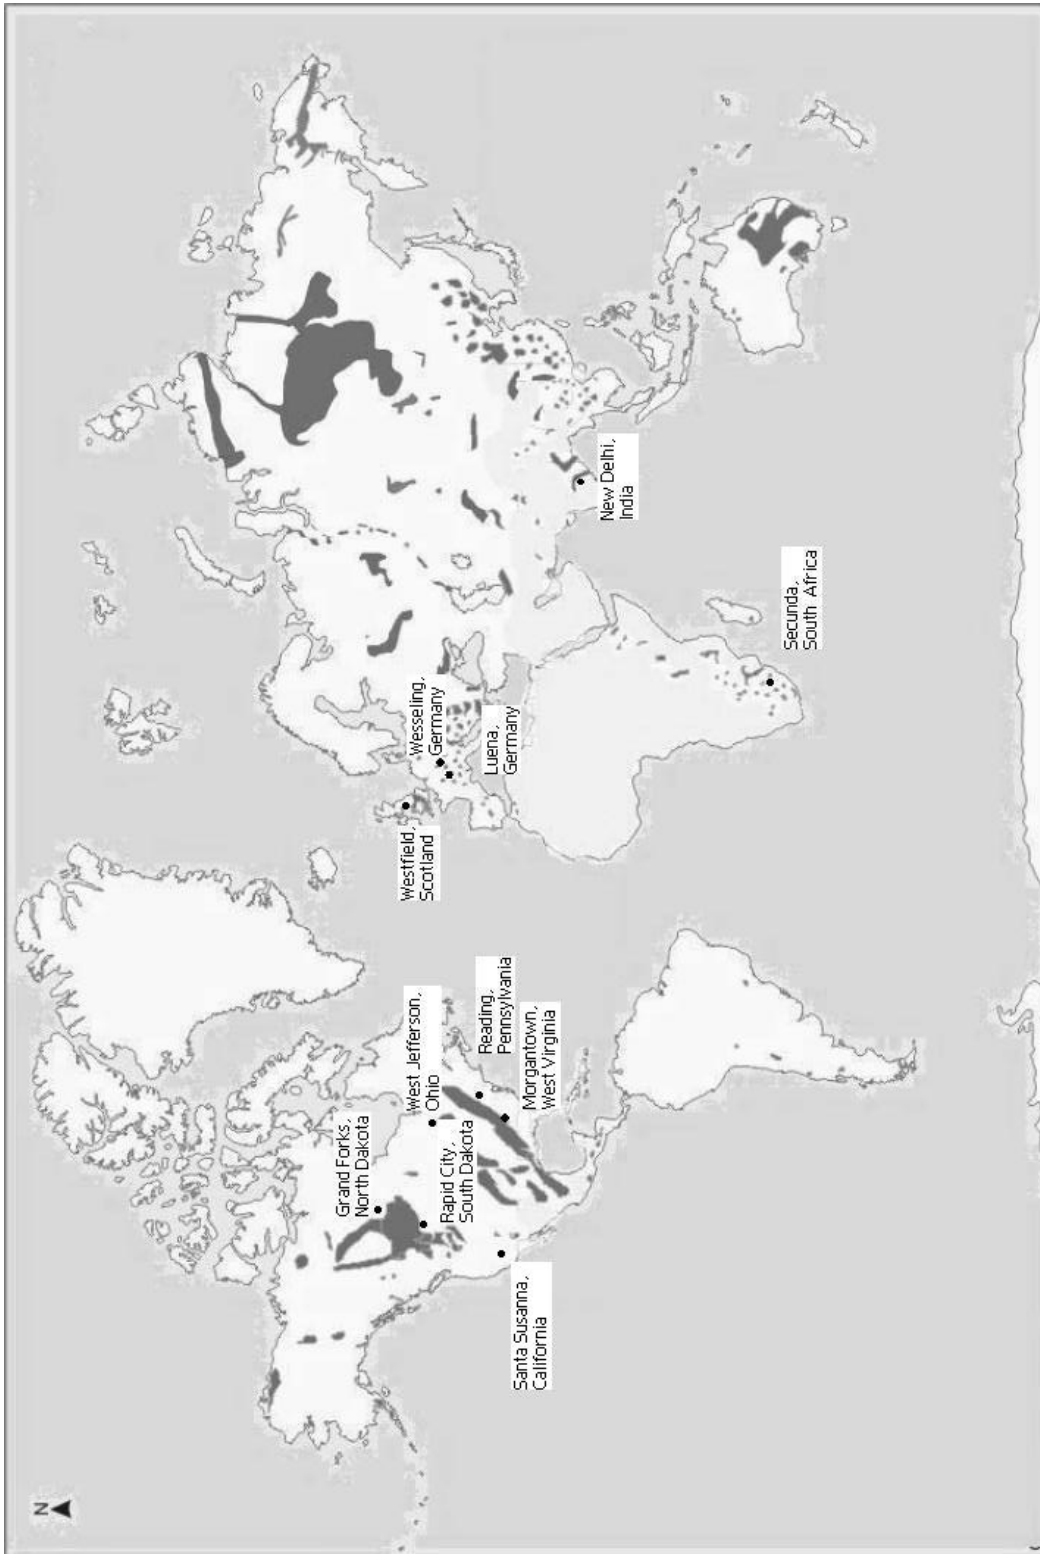 N
Grand Forks,
North Dakota
West Jefferson,
Ohio
Rapid City,
South Dakota
Reading,
Pennsylvania
Morgantown,
West Virginia
Santa Susanna,
California
Westfield,
Scotland
Wesseling,
Germany
Luena,
Germany
New Delhi,
India
Secunda,
South Africa